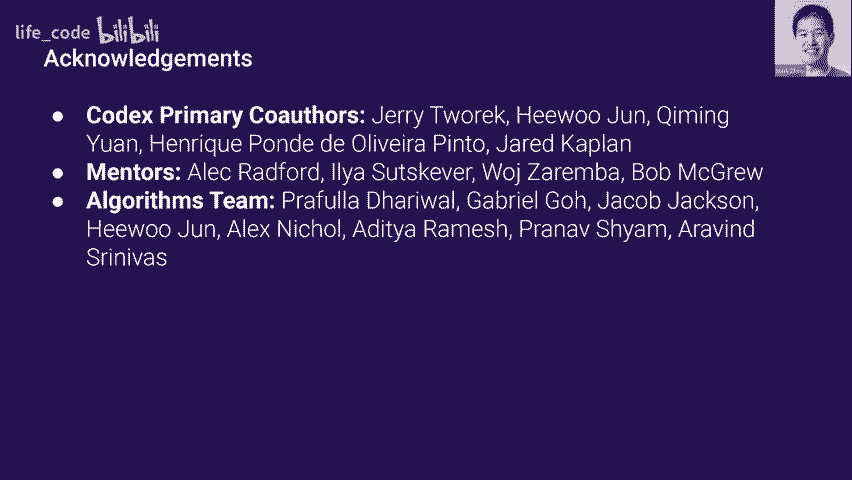 life_code bilibili
Acknowledgements
● Codex Primary Coauthors: Jerry Tworek, Heewoo Jun, Qiming
Yuan, Henrique Ponde de Oliveira Pinto, Jared Kaplan
● Mentors: Alec Radford, Ilya Sutskever, Woj Zaremba, Bob McGrew
● Algorithms Team: Prafulla Dhariwal, Gabriel Goh, Jacob Jackson,
Heewoo Jun, Alex Nichol, Aditya Ramesh, Pranav Shyam, Aravind
Srinivas